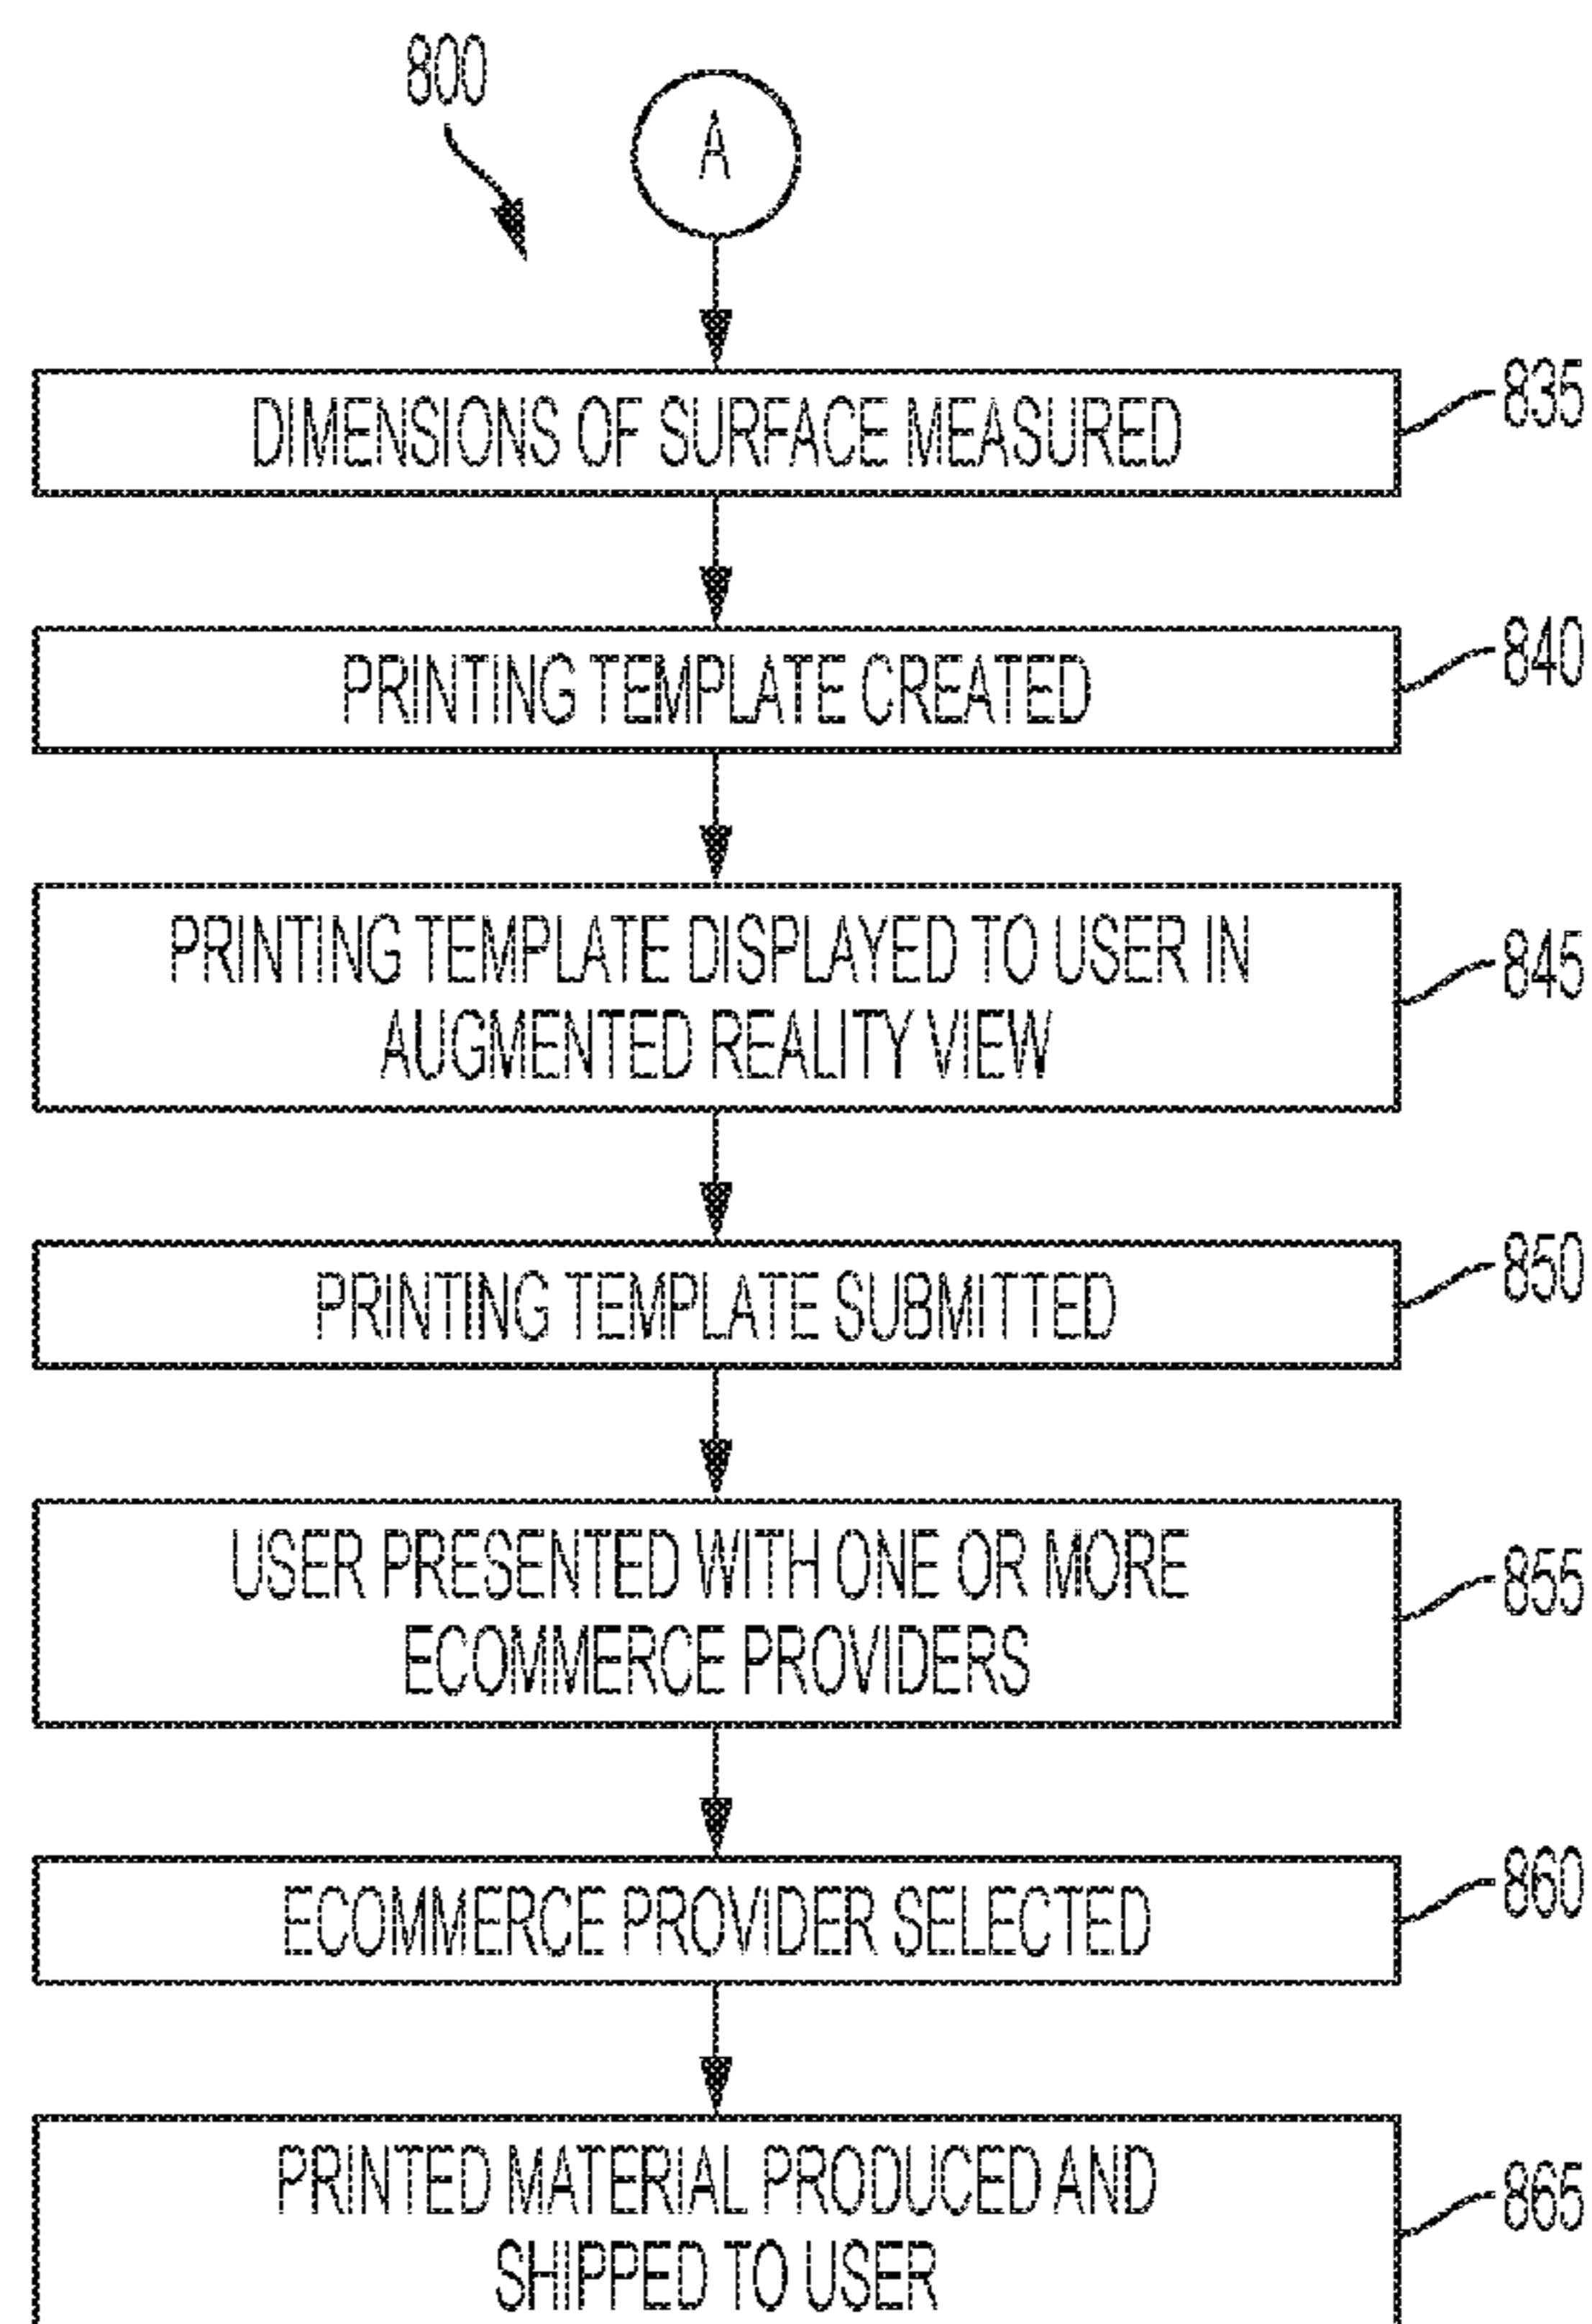 800
A
DIMENSIONS OF SURFACE MEASURED
835
PRINTING TEMPLATE CREATED
840
PRINTING TEMPLATE DISPLAYED TO USER IN
AUGMENTED REALITY VIEW
845
PRINTING TEMPLATE SUBMITTED
850
USER PRESENTED WITH ONE OR MORE
ECOMMERCE PROVIDERS
855
ECOMMERCE PROVIDER SELECTED
860
PRINTED MATERIAL PRODUCED AND
SHIPPED TO USER
865